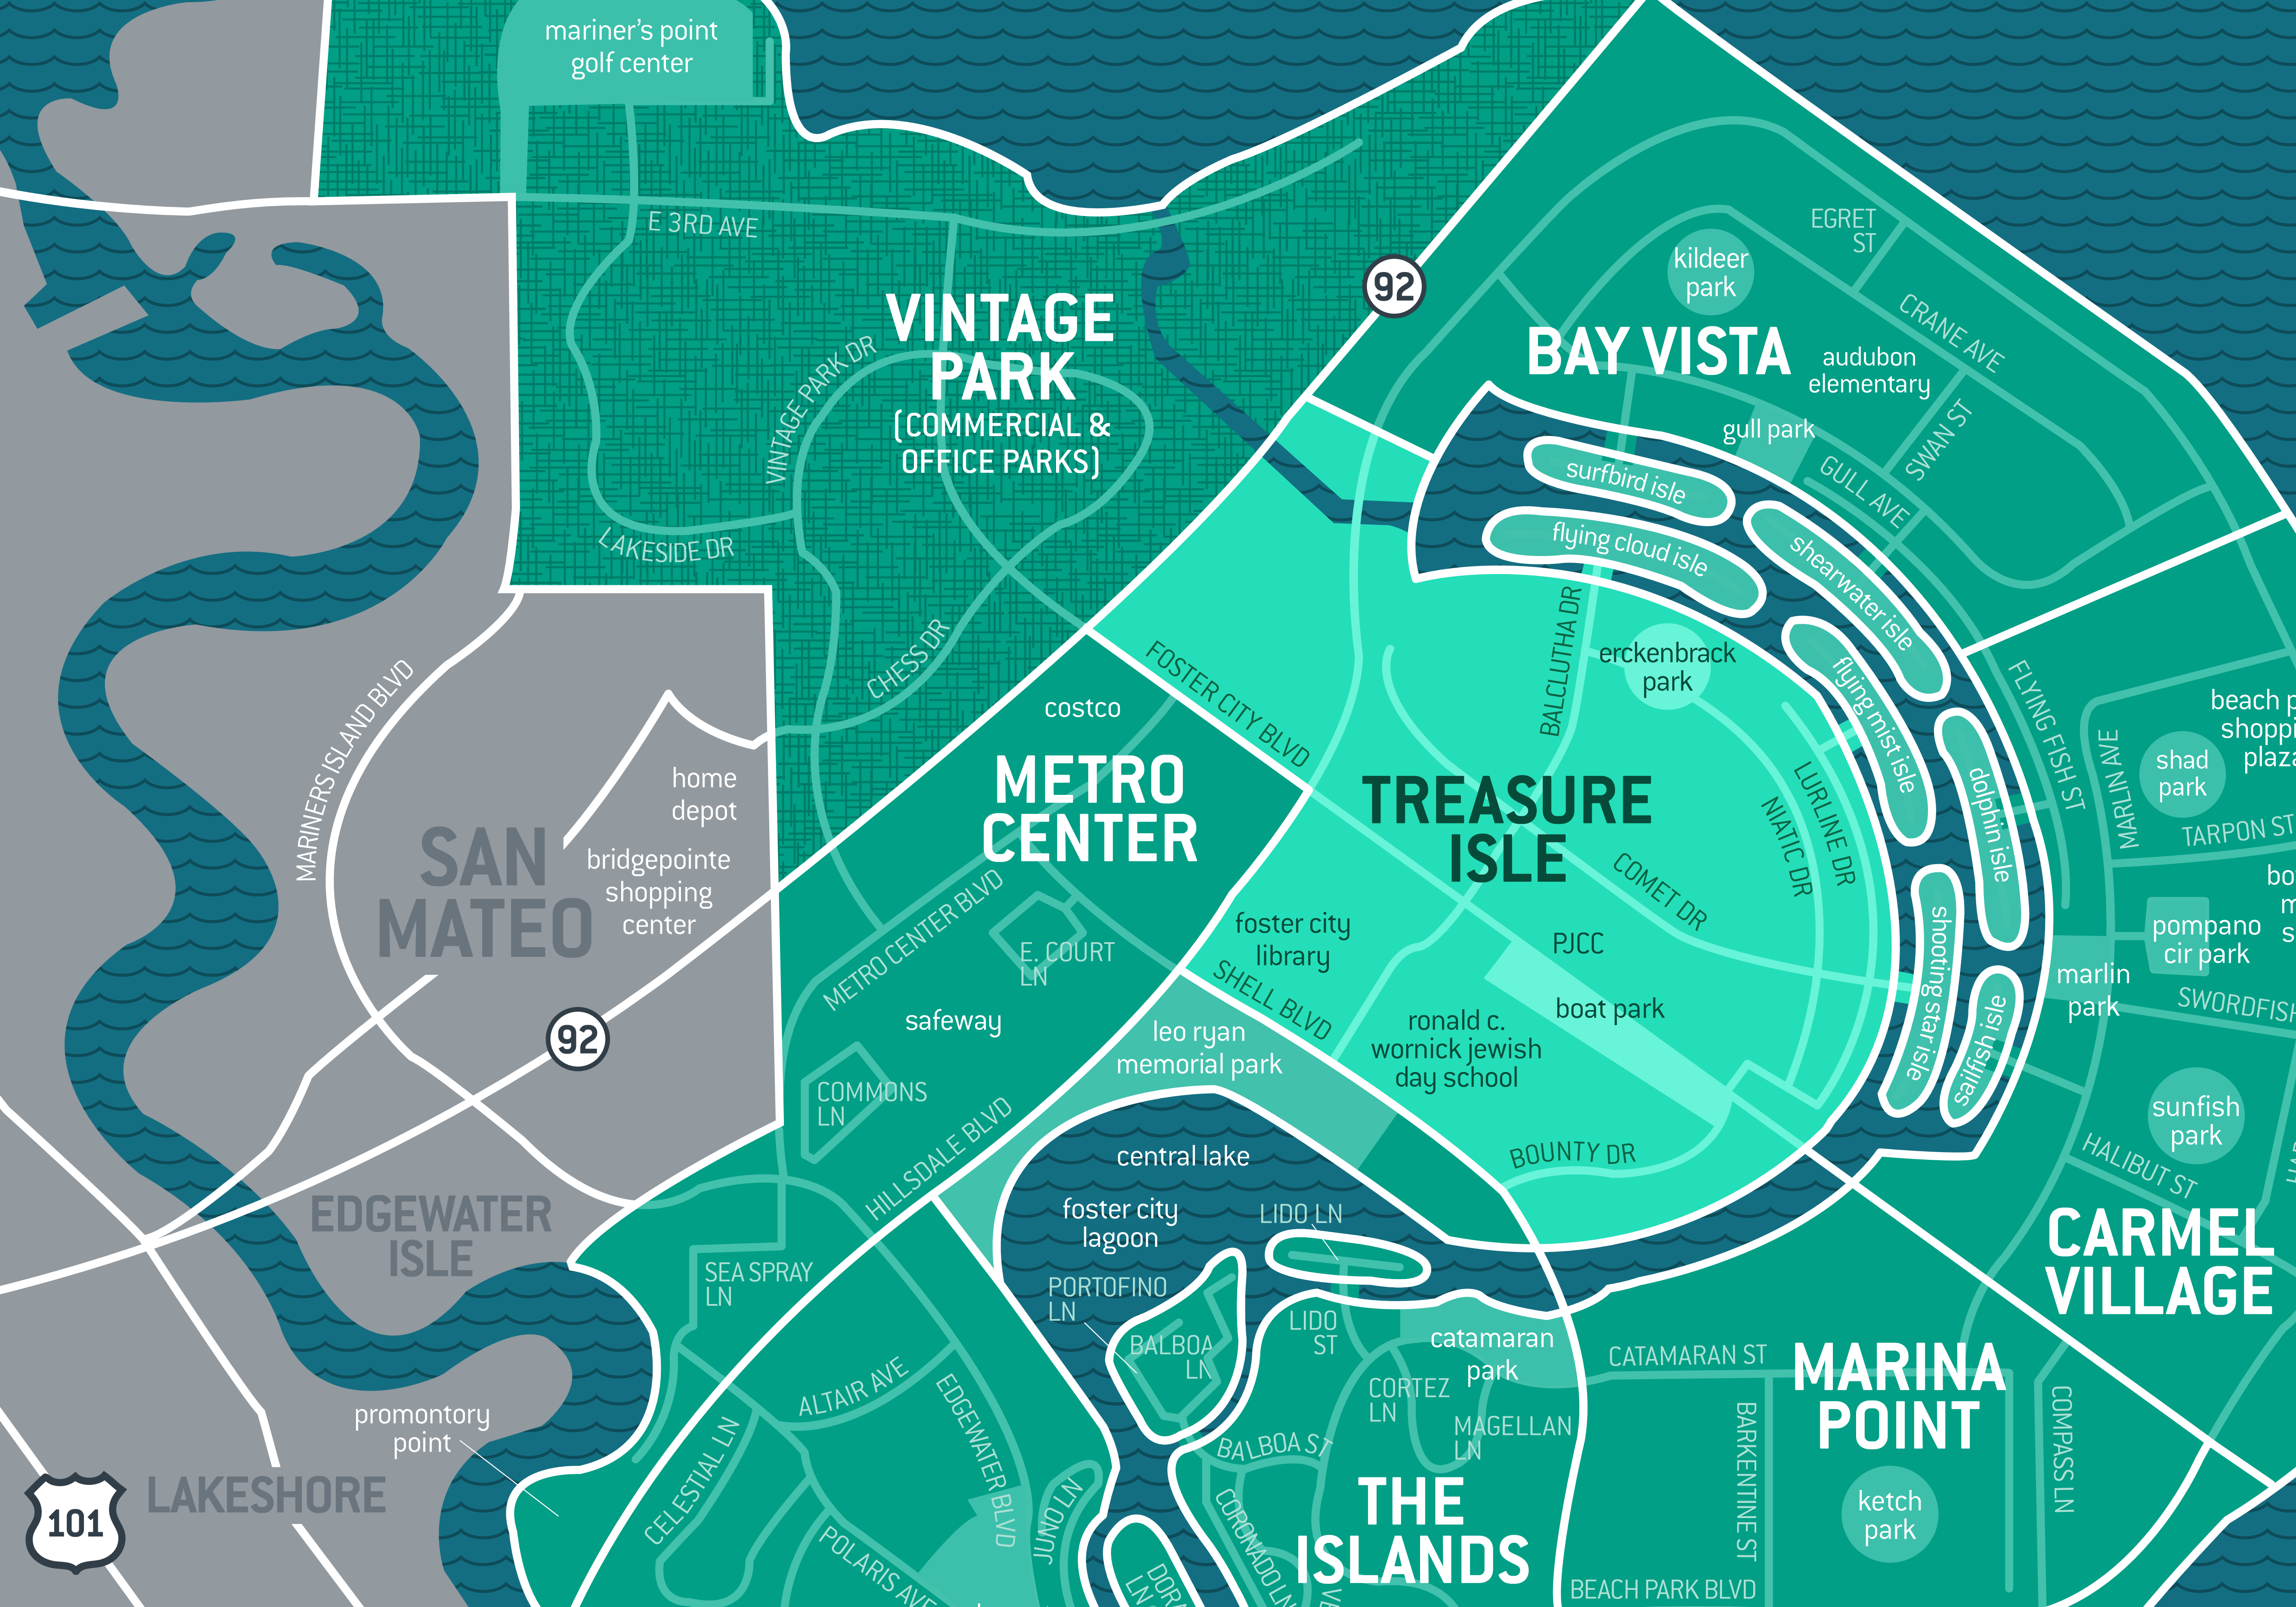 mariner's point
golf center
E 3RD AVE
VINTAGE
PARK
(COMMERCIAL &
OFFICE PARKS)
VINTAGE PARK DR
LAKESIDE DR
CHESS DR
92
EGRET
ST
kildeer
park
CRANE AVE
BAY VISTA
audubon
elementary
gull park
SWAN ST
GULL AVE
surfbird isle
flying cloud isle
shearwater isle
flying mist isle
dolphin isle
shooting star isle
sailfish isle
FLYING FISH ST
MARLIN AVE
shad
park
TARPON ST
pompano
cir park
marlin
park
SWORDFISH
sunfish
park
HALIBUT ST
CARMEL
VILLAGE
MARINERS ISLAND BLVD
home
depot
bridgepointe
shopping
center
SAN
MATEO
92
EDGEWATER
ISLE
LAKESHORE
101
promontory
point
costco
METRO
CENTER
METRO CENTER BLVD
E. COURT
LN
safeway
COMMONS
LN
HILLSDALE BLVD
FOSTER CITY BLVD
BALCLUTHA DR
erckenbrack
park
TREASURE
ISLE
LURLINE DR
NIATIC DR
COMET DR
foster city
library
PJCC
SHELL BLVD
boat park
ronald c.
wornick jewish
day school
BOUNTY DR
leo ryan
memorial park
central lake
foster city
lagoon
LIDO LN
PORTOFINO
LN
BALBOA
LN
LIDO
ST
catamaran
park
CORTEZ
LN
MAGELLAN
LN
BALBOA ST
CORONADO LN
THE
ISLANDS
SEA SPRAY
LN
ALTAIR AVE
EDGEWATER BLVD
CELESTIAL LN
POLARIS AVE
JUNO LN
CATAMARAN ST
MARINA
POINT
BARKENTINE ST
COMPASS LN
ketch
park
BEACH PARK BLVD